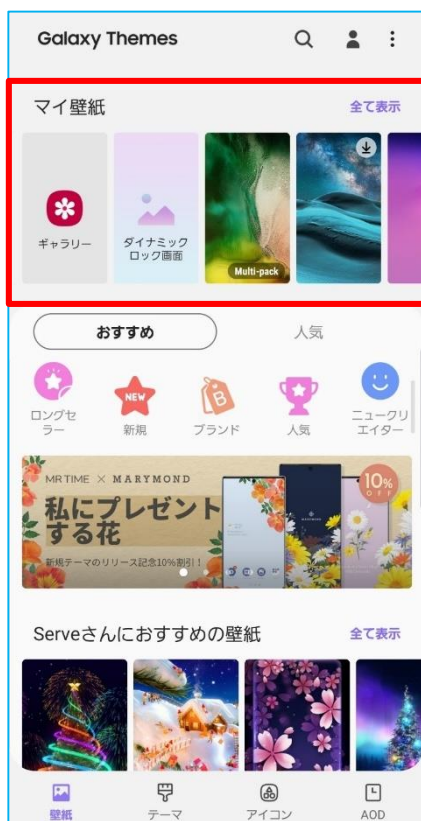 Galaxy Themes
マイ壁紙
全て表示
ギャラリー
ダイナミック
ロック画面
Multi-pack
おすすめ
人気
ロングセ
ラー
NEW
新規
B
ブランド
人気
ニュークリ
エイター
MR TIME × MARYMOND
私にプレゼント
する花
新規テーマのリリース記念10%割引！
10%
OFF
Serveさんにおすすめの壁紙
全て表示
壁紙
テーマ
アイコン
AOD